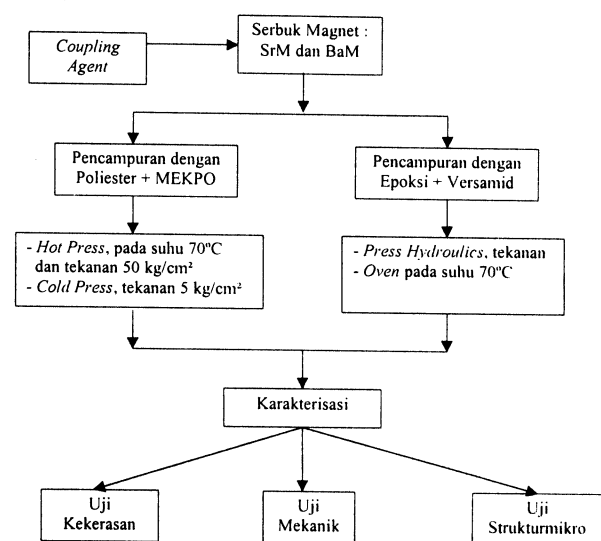 Coupling
Agent
Serbuk Magnet :
SrM dan BaM
Pencampuran dengan
Poliester + MEKPO
Pencampuran dengan
Epoksi + Versamid
- Hot Press, pada suhu 70°C
dan tekanan 50 kg/cm²
- Cold Press, tekanan 5 kg/cm²
- Press Hydroulics, tekanan
- Oven pada suhu 70°C
Karakterisasi
Uji
Kekerasan
Uji
Mekanik
Uji
Strukturmikro